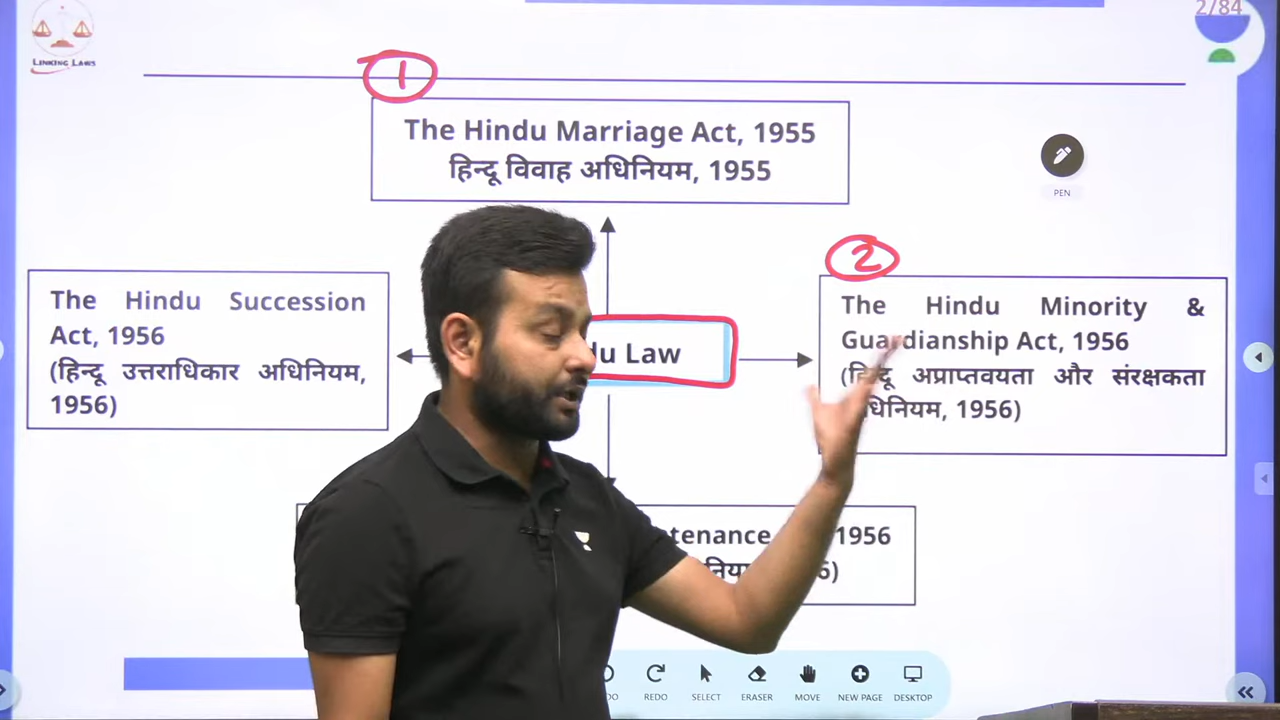 2/84
LINKING LAWS
1
The Hindu Marriage Act, 1955
हिन्दू विवाह अधिनियम, 1955
PEN
2
The Hindu Succession
Act, 1956
(हिन्दू उत्तराधिकार अधिनियम,
1956)
du Law
The Hindu Minority &
Guardianship Act, 1956
(हिन्दू अप्राप्तवयता और संरक्षकता
धिनियम, 1956)
tenance 1956
REDO SELECT ERASER MOVE NEW PAGE DESKTOP